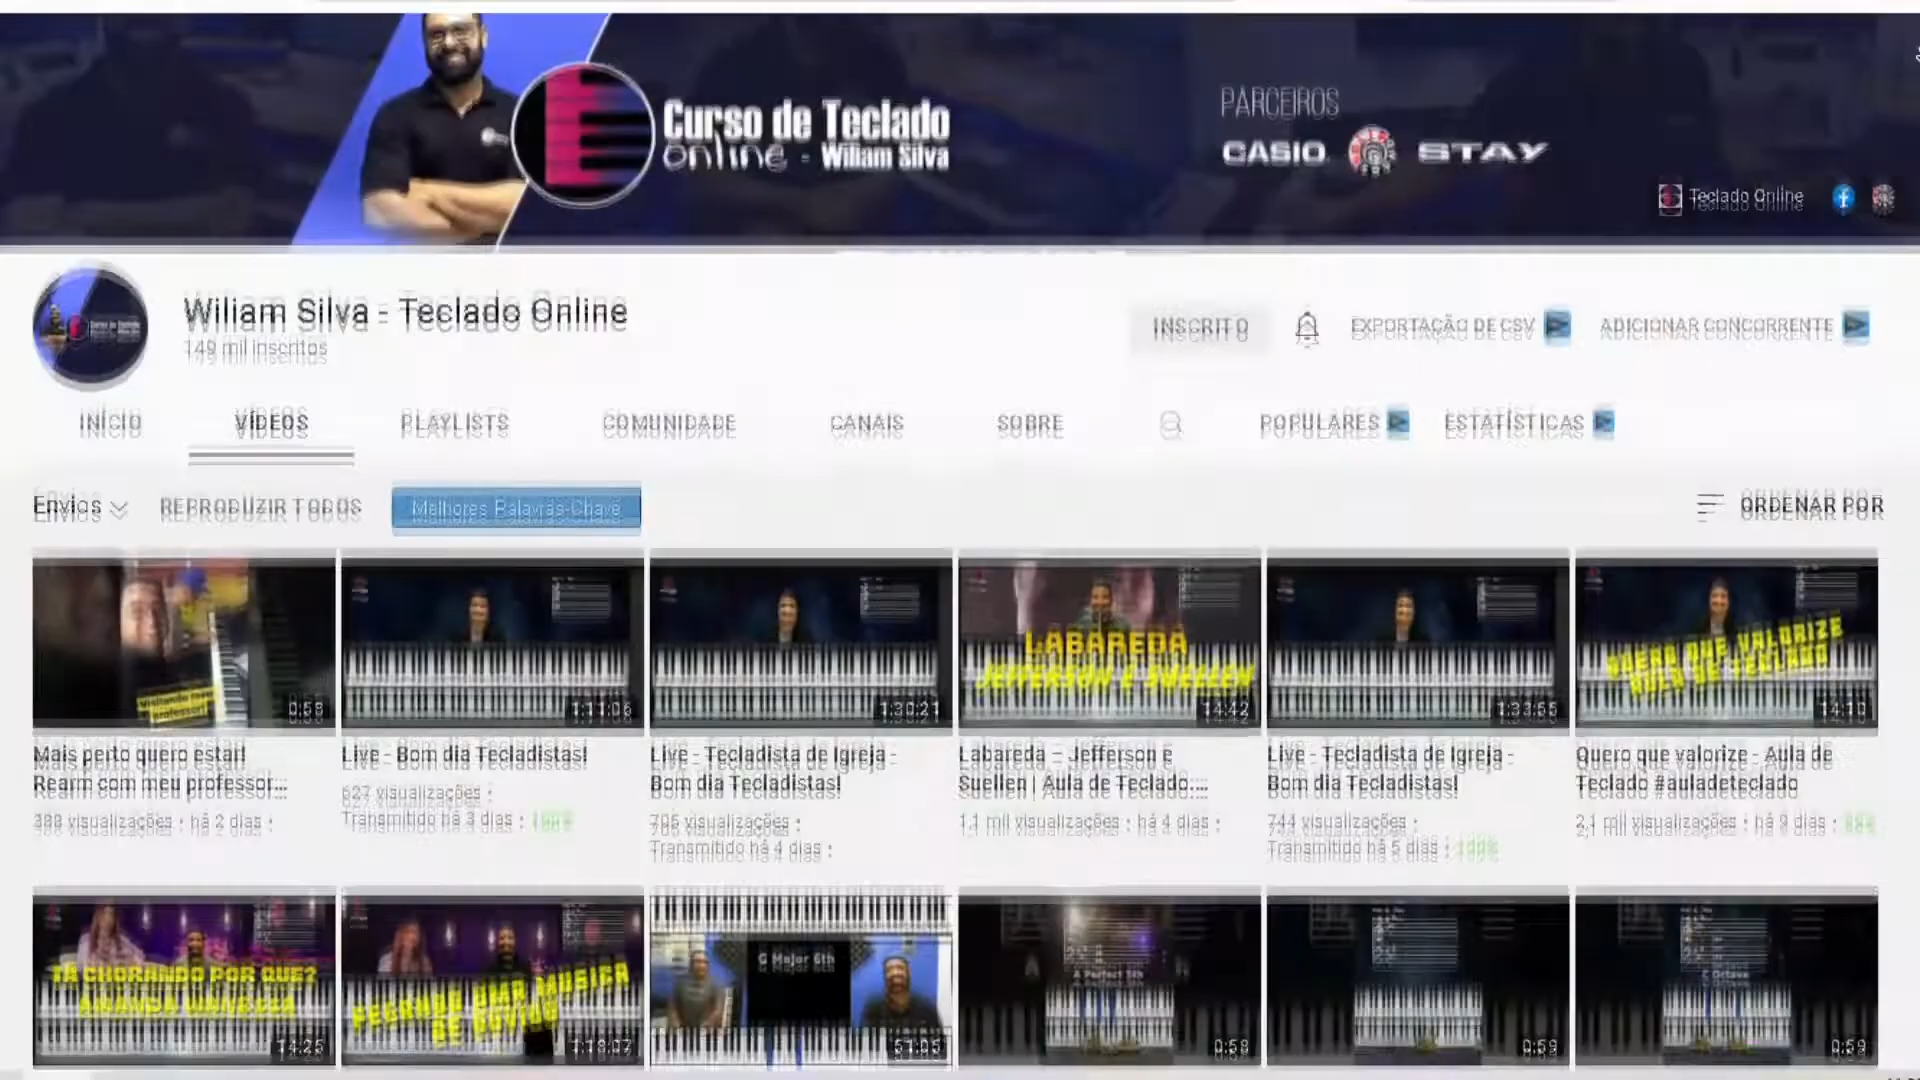 Curso de Teclado
online - Wiliam Silva
PARCEIROS
CASIO STAY
Teclado Online
Wiliam Silva - Teclado Online
149 mil inscritos
INSCRITO
EXPORTAÇÃO DE CSV
ADICIONAR CONCORRENTE
INÍCIO
VÍDEOS
PLAYLISTS
COMUNIDADE
CANAIS
SOBRE
POPULARES
ESTATÍSTICAS
Envios
REPRODUZIR TODOS
Melhores Palavras-Chave
ORDENAR POR
0:59
1:11:06
1:30:21
LABAREDA
JEFFERSON E SUELLEN
14:42
1:33:55
QUERO QUE VALORIZE
AULA DE TECLADO
14:10
Mais perto quero estar!
Rearm com meu professor...
há 2 dias
Live - Bom dia Tecladistas!
627 visualizações
Transmitido há 3 dias
Live - Tecladista de Igreja -
Bom dia Tecladistas!
visualizações
Transmitido há 4 dias
Labareda – Jefferson e
Suellen | Aula de Teclado:...
1,1 mil visualizações há 4 dias
Live - Tecladista de Igreja -
Bom dia Tecladistas!
744 visualizações
Transmitido há 5 dias
Quero que valorize - Aula de
Teclado #auladeteclado
2,1 mil visualizações há 9 dias
TÁ CHORANDO POR QUE?
AMANDA WANESSA
14:25
PEGANDO UMA MUSICA
DE OUVIDO
1:18:07
G Major 6th
51:05
A Perfect 5th
0:58
0:59
C Octave
0:59